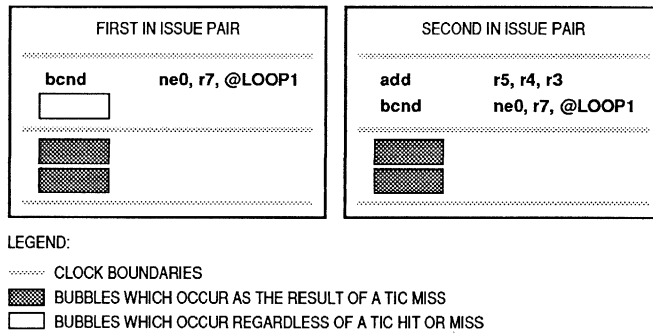 FIRST IN ISSUE PAIR
bcnd ne0, r7, @LOOP1
SECOND IN ISSUE PAIR
add r5, r4, r3
bcnd ne0, r7, @LOOP1
LEGEND:
CLOCK BOUNDARIES
BUBBLES WHICH OCCUR AS THE RESULT OF A TIC MISS
BUBBLES WHICH OCCUR REGARDLESS OF A TIC HIT OR MISS